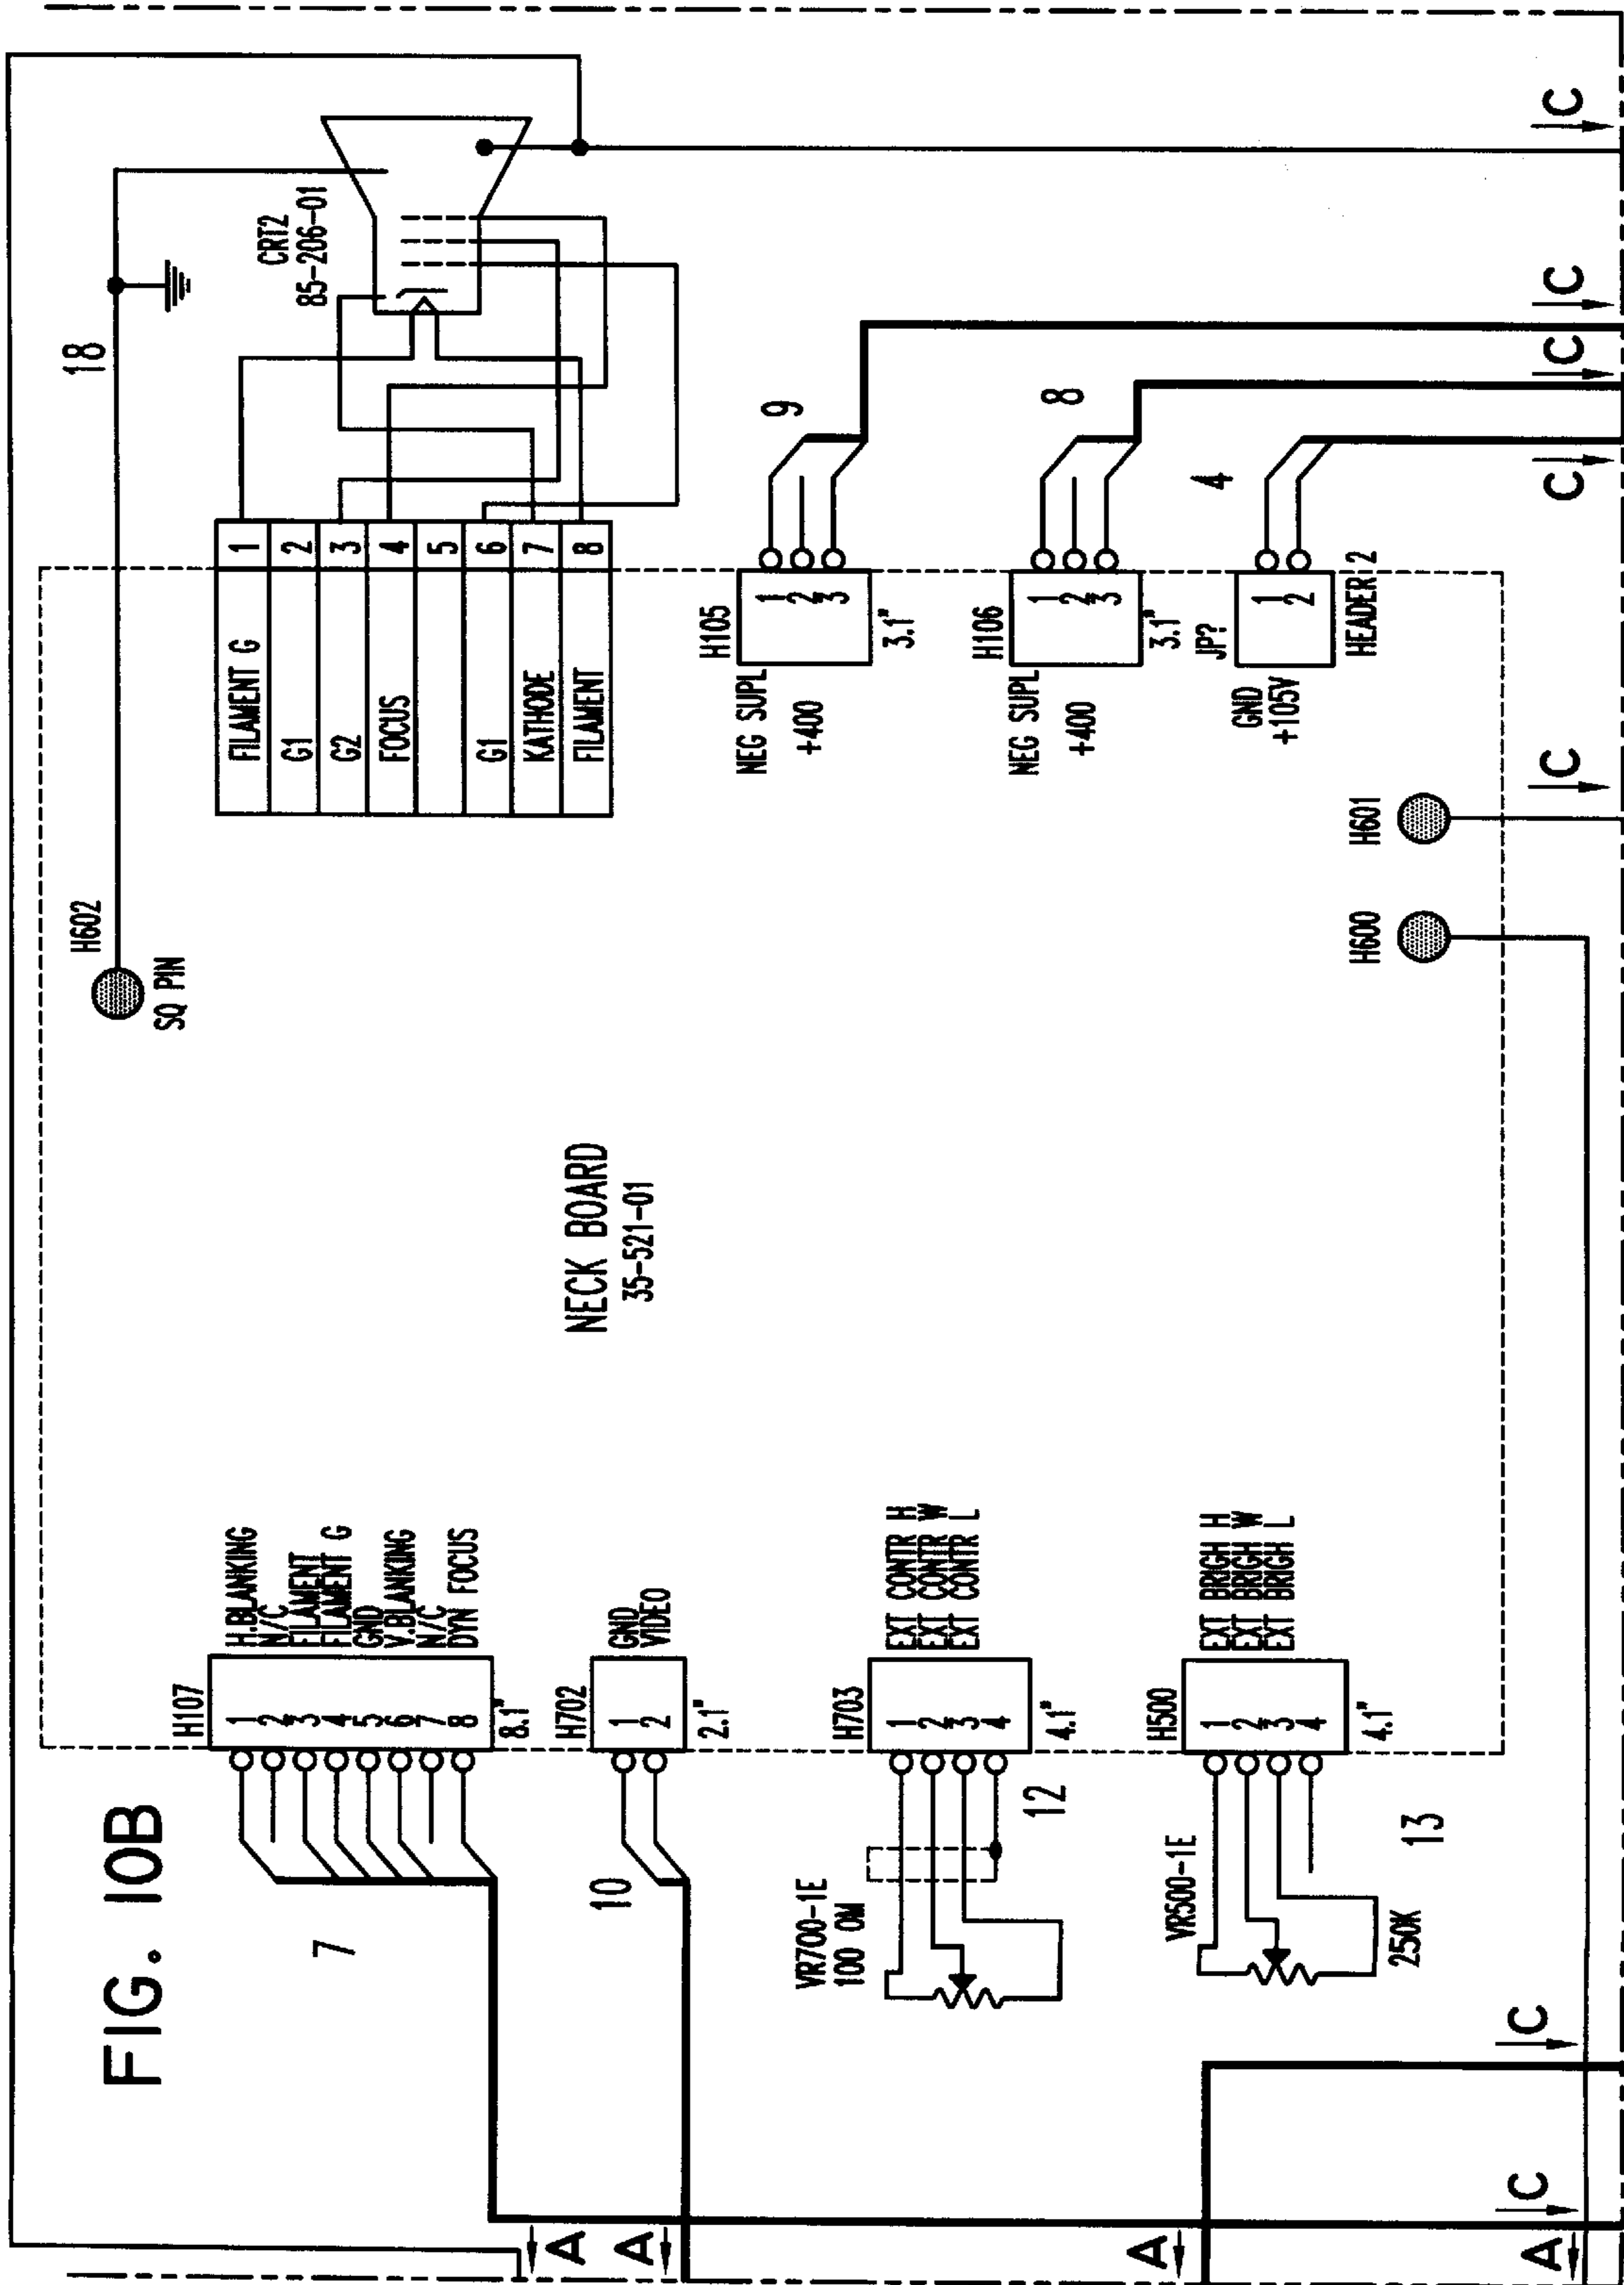 FIG. 10B
7
H107
1
2
3
4
5
6
7
8
8.1"
H.BLANKING
N/C
FILAMENT
FILAMENT G
GND
V.BLANKING
N/C
DYN FOCUS
10
H702
1
2
2.1"
GND
VIDEO
VR700-1E
100 OM
12
H703
1
2
3
4
4.1"
EXT CONTR H
EXT CONTR W
EXT CONTR L
VR500-1E
250K
13
H500
1
2
3
4
4.1"
EXT BRIGH H
EXT BRIGH W
EXT BRIGH L
NECK BOARD
35-521-01
H602
SQ PIN
18
CRT2
85-206-01
FILAMENT G 1
G1 2
G2 3
FOCUS 4
5
G1 6
KATHODE 7
FILAMENT 8
H105
NEG SUPL 1
2
+400 3
3.1"
9
H106
NEG SUPL 1
2
+400 3
3.1"
8
JP?
GND 1
+105V 2
HEADER 2
4
H600
H601
A
A
A
A
C
C
C
C
C
C
C